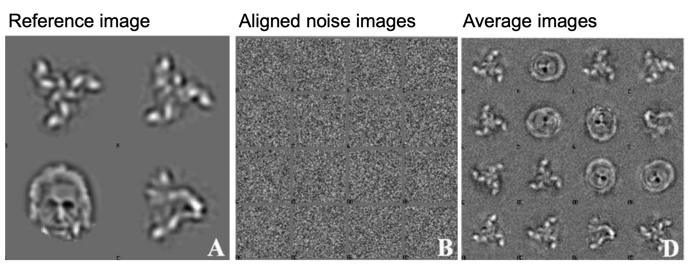 Reference image
Aligned noise images
Average images
A
B
D